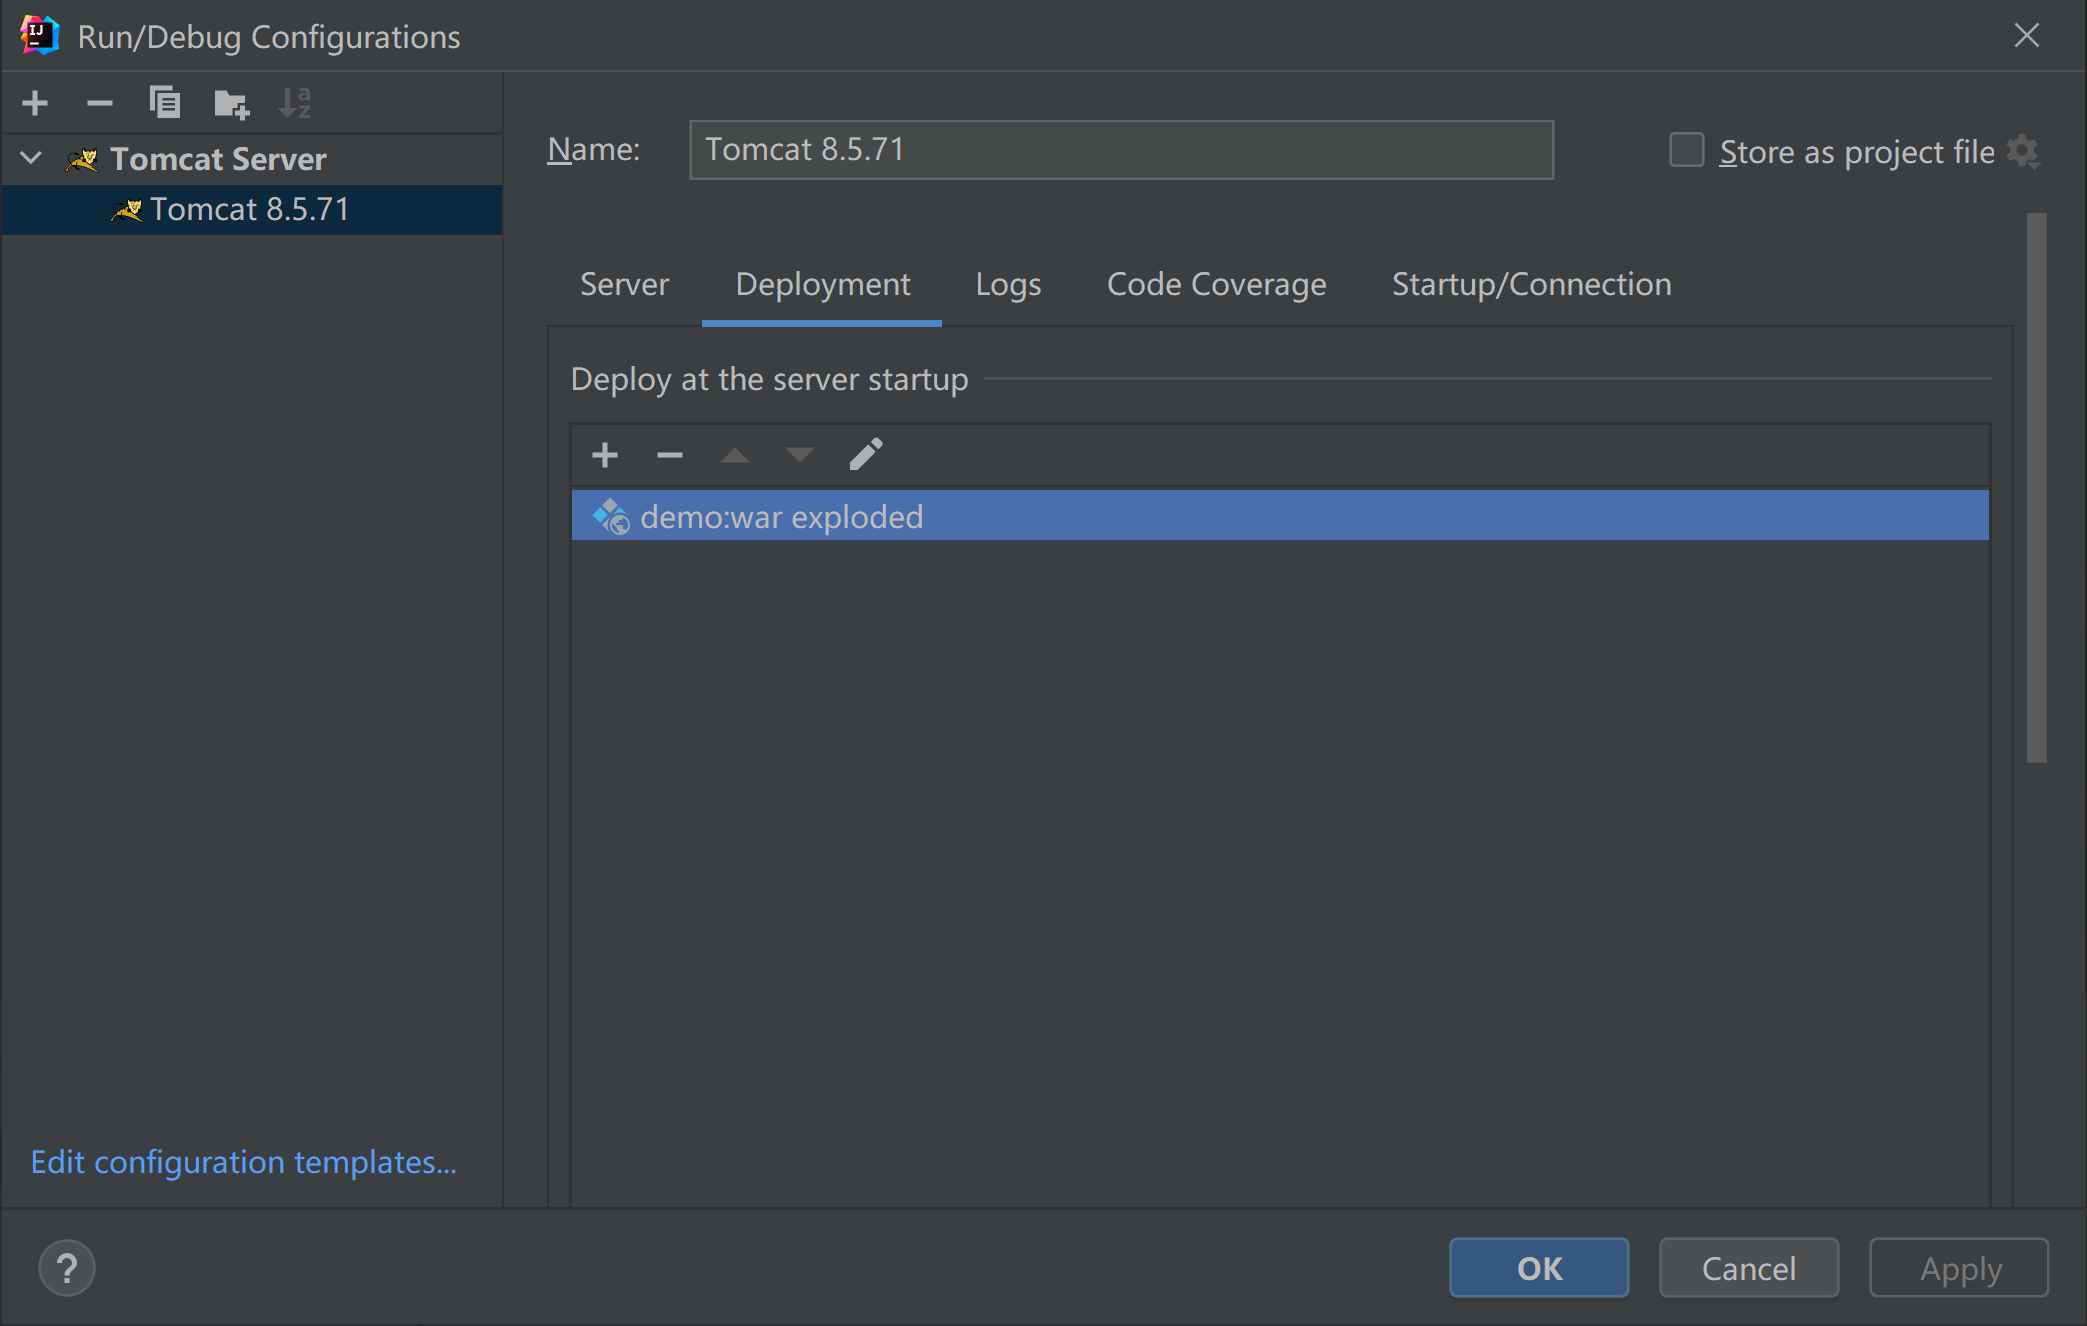 Run/Debug Configurations
Tomcat Server
Tomcat 8.5.71
Edit configuration templates...
Name: Tomcat 8.5.71 Store as project file
Server Deployment Logs Code Coverage Startup/Connection
Deploy at the server startup
demo:war exploded
? OK Cancel Apply